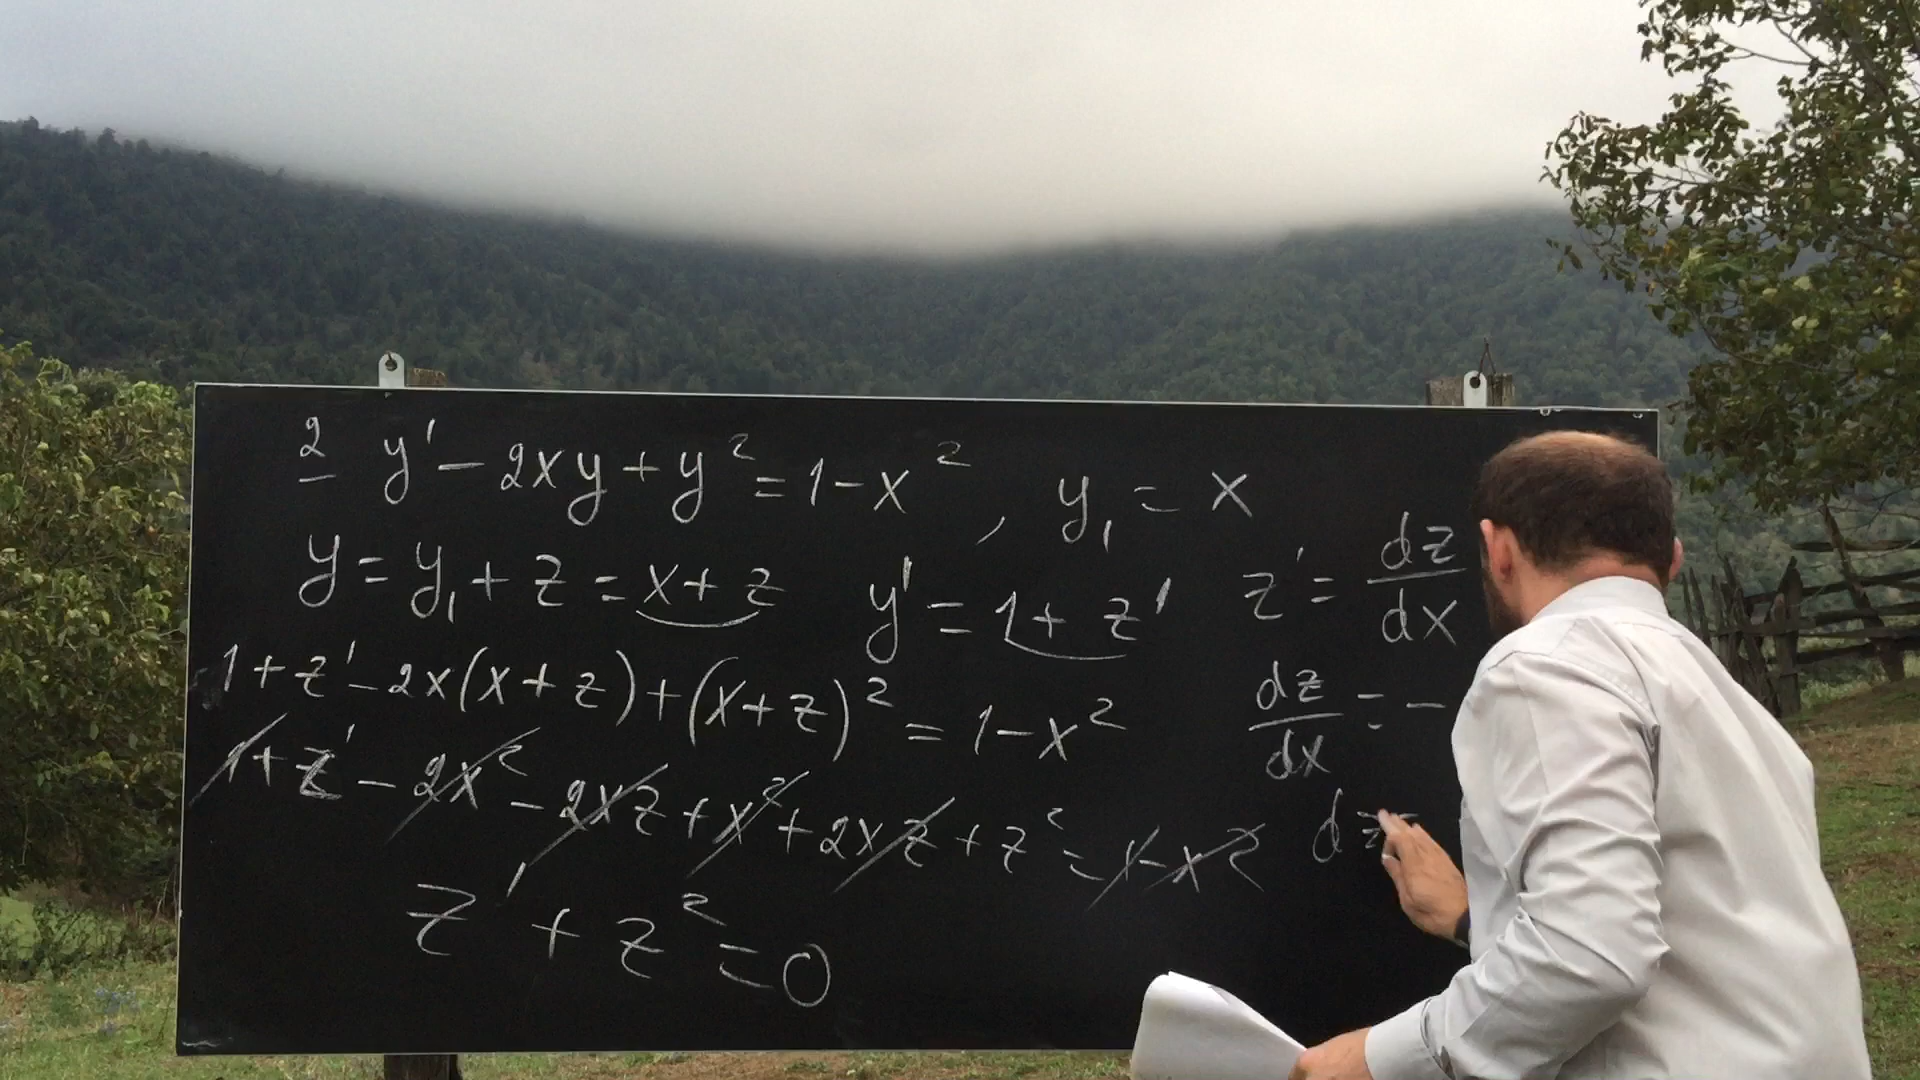 2 y' - 2xy + y² = 1 - x² , y₁ = x
y = y₁ + z = x + z y' = 1 + z' z' = dz/dx
1 + z' - 2x(x + z) + (x + z)² = 1 - x² dz/dx = -
1 + z' - 2x² - 2xz + x² + 2xz + z² = 1 - x² dz
z' + z² = 0